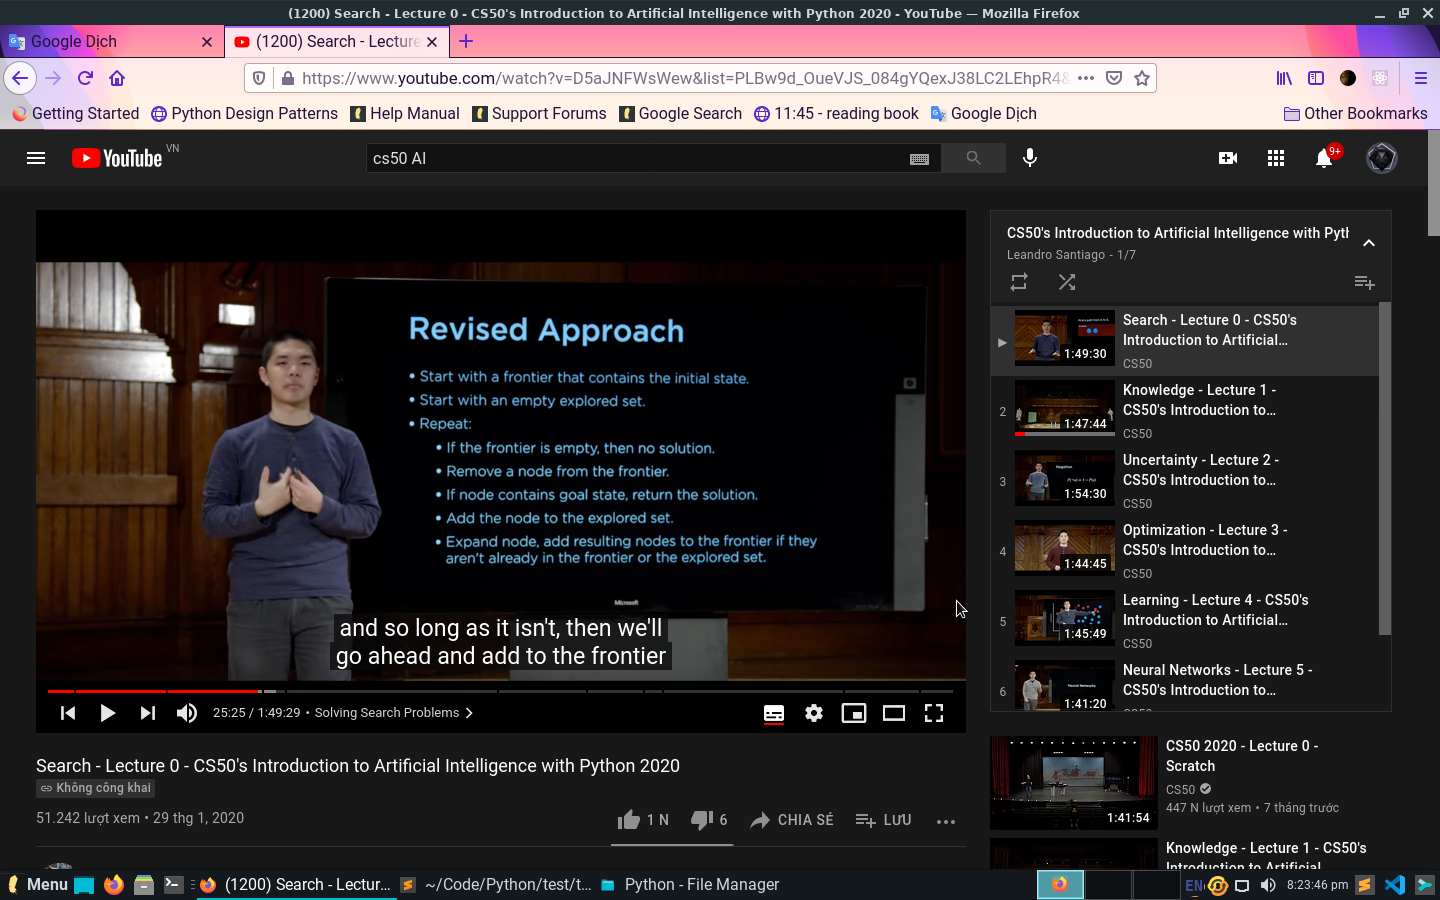 (1200) Search - Lecture 0 - CS50's Introduction to Artificial Intelligence with Python 2020 - YouTube — Mozilla Firefox
Google Dịch
(1200) Search - Lecture
https://www.youtube.com/watch?v=D5aJNFWsWew&list=PLBw9d_OueVJS_084gYQexJ38LC2LEhpR4&
Getting Started
Python Design Patterns
Help Manual
Support Forums
Google Search
11:45 - reading book
Google Dịch
Other Bookmarks
YouTube VN
cs50 AI
9+
Revised Approach
• Start with a frontier that contains the initial state.
• Start with an empty explored set.
• Repeat:
• If the frontier is empty, then no solution.
• Remove a node from the frontier.
• If node contains goal state, return the solution.
• Add the node to the explored set.
• Expand node, add resulting nodes to the frontier if they
aren't already in the frontier or the explored set.
Microsoft
and so long as it isn't, then we'll
go ahead and add to the frontier
25:25 / 1:49:29 • Solving Search Problems
Search - Lecture 0 - CS50's Introduction to Artificial Intelligence with Python 2020
Không công khai
51.242 lượt xem • 29 thg 1, 2020
1 N
6
CHIA SẺ
LƯU
CS50's Introduction to Artificial Intelligence with Pyth
Leandro Santiago - 1/7
Search - Lecture 0 - CS50's
Introduction to Artificial...
CS50
1:49:30
2
Knowledge - Lecture 1 -
CS50's Introduction to...
CS50
1:47:44
3
Uncertainty - Lecture 2 -
CS50's Introduction to...
CS50
1:54:30
4
Optimization - Lecture 3 -
CS50's Introduction to...
CS50
1:44:45
5
Learning - Lecture 4 - CS50's
Introduction to Artificial...
CS50
1:45:49
6
Neural Networks - Lecture 5 -
CS50's Introduction to...
1:41:20
CS50 2020 - Lecture 0 -
Scratch
CS50
447 N lượt xem • 7 tháng trước
1:41:54
Knowledge - Lecture 1 - CS50's
Introduction to Artificial
Menu
(1200) Search - Lectur...
~/Code/Python/test/t...
Python - File Manager
EN
8:23:46 pm